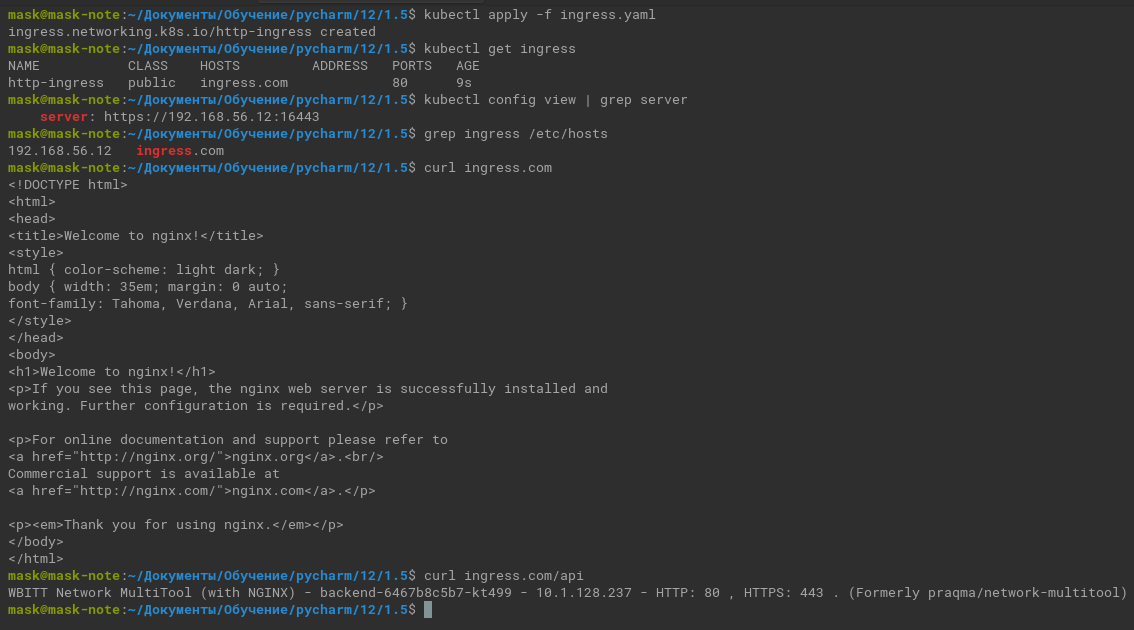 mask@mask-note:~/Документы/Обучение/pycharm/12/1.5$ kubectl apply -f ingress.yaml
ingress.networking.k8s.io/http-ingress created
mask@mask-note:~/Документы/Обучение/pycharm/12/1.5$ kubectl get ingress
NAME           CLASS    HOSTS         ADDRESS   PORTS   AGE
http-ingress   public   ingress.com             80      9s
mask@mask-note:~/Документы/Обучение/pycharm/12/1.5$ kubectl config view | grep server
    server: https://192.168.56.12:16443
mask@mask-note:~/Документы/Обучение/pycharm/12/1.5$ grep ingress /etc/hosts
192.168.56.12   ingress.com
mask@mask-note:~/Документы/Обучение/pycharm/12/1.5$ curl ingress.com
<!DOCTYPE html>
<html>
<head>
<title>Welcome to nginx!</title>
<style>
html { color-scheme: light dark; }
body { width: 35em; margin: 0 auto;
font-family: Tahoma, Verdana, Arial, sans-serif; }
</style>
</head>
<body>
<h1>Welcome to nginx!</h1>
<p>If you see this page, the nginx web server is successfully installed and
working. Further configuration is required.</p>

<p>For online documentation and support please refer to
<a href="http://nginx.org/">nginx.org</a>.<br/>
Commercial support is available at
<a href="http://nginx.com/">nginx.com</a>.</p>

<p><em>Thank you for using nginx.</em></p>
</body>
</html>
mask@mask-note:~/Документы/Обучение/pycharm/12/1.5$ curl ingress.com/api
WBITT Network MultiTool (with NGINX) - backend-6467b8c5b7-kt499 - 10.1.128.237 - HTTP: 80 , HTTPS: 443 . (Formerly praqma/network-multitool)
mask@mask-note:~/Документы/Обучение/pycharm/12/1.5$